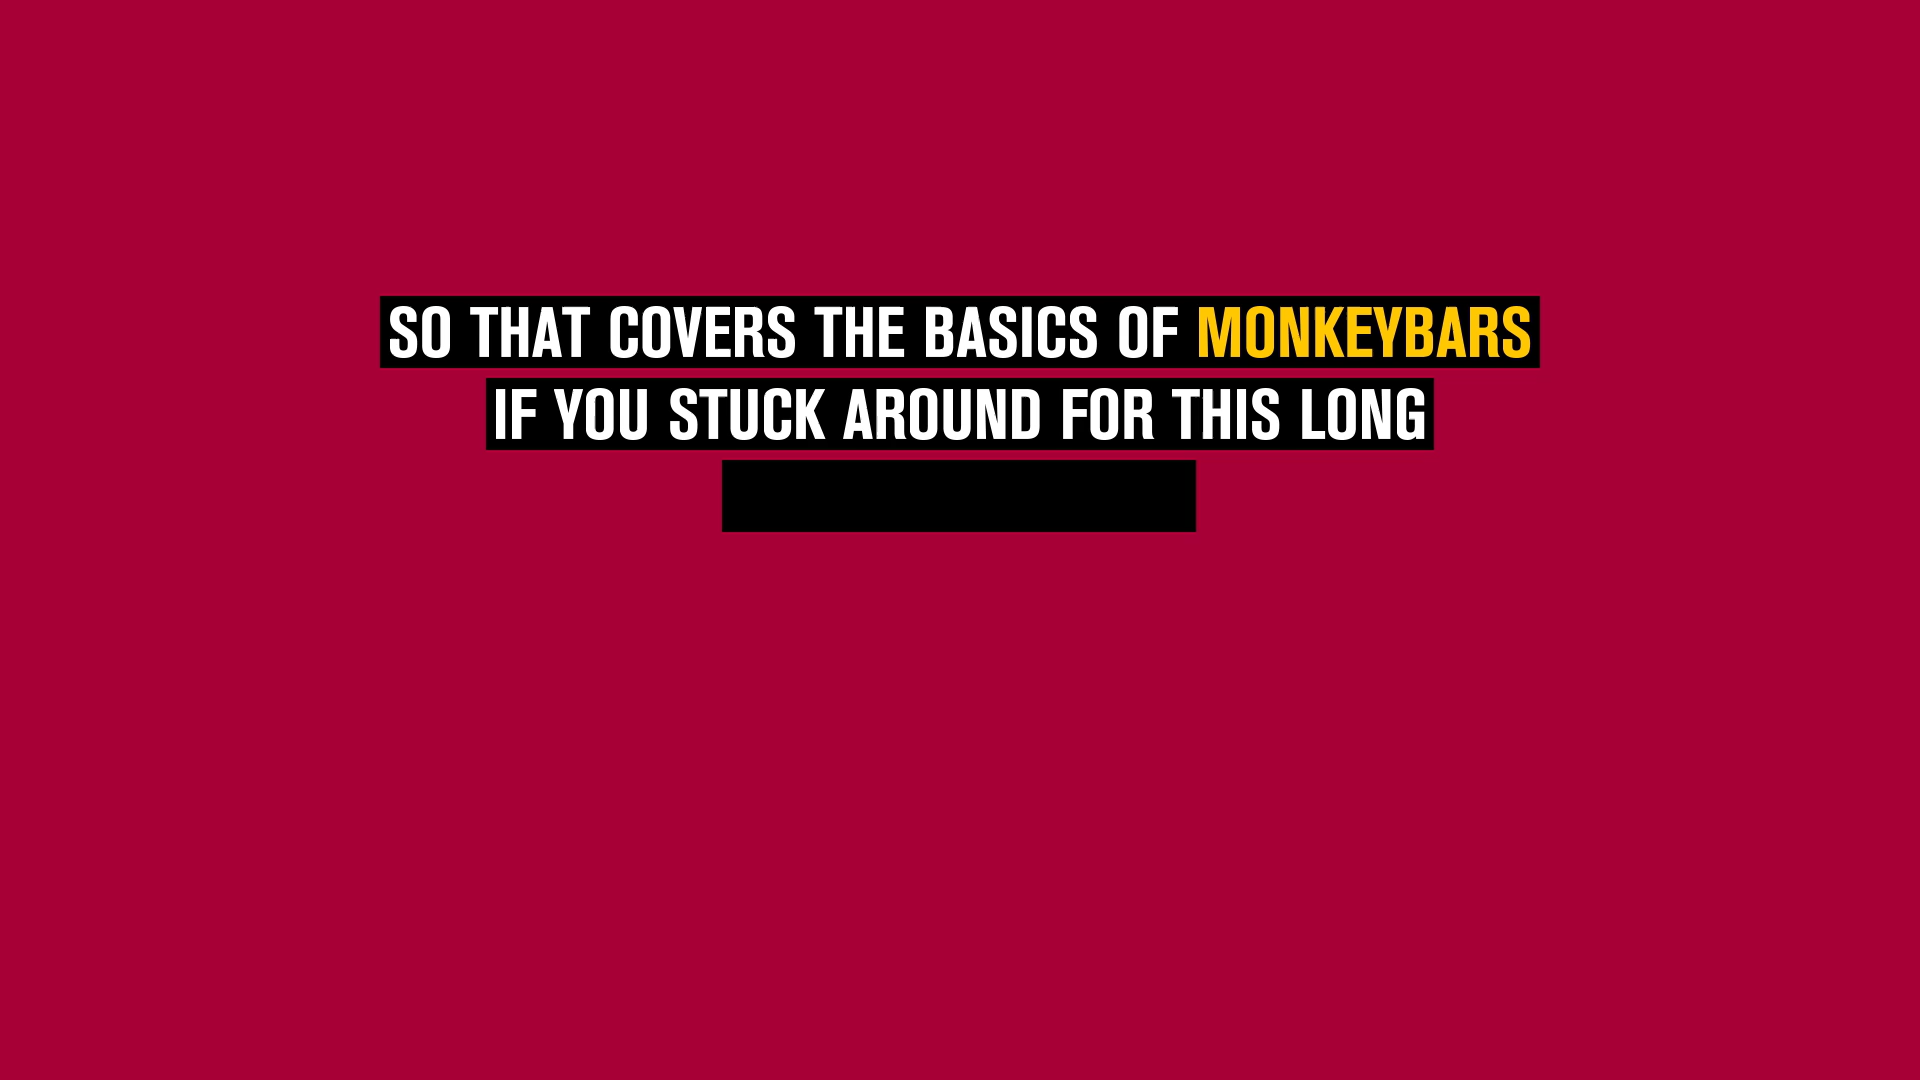 SO THAT COVERS THE BASICS OF MONKEYBARS
IF YOU STUCK AROUND FOR THIS LONG